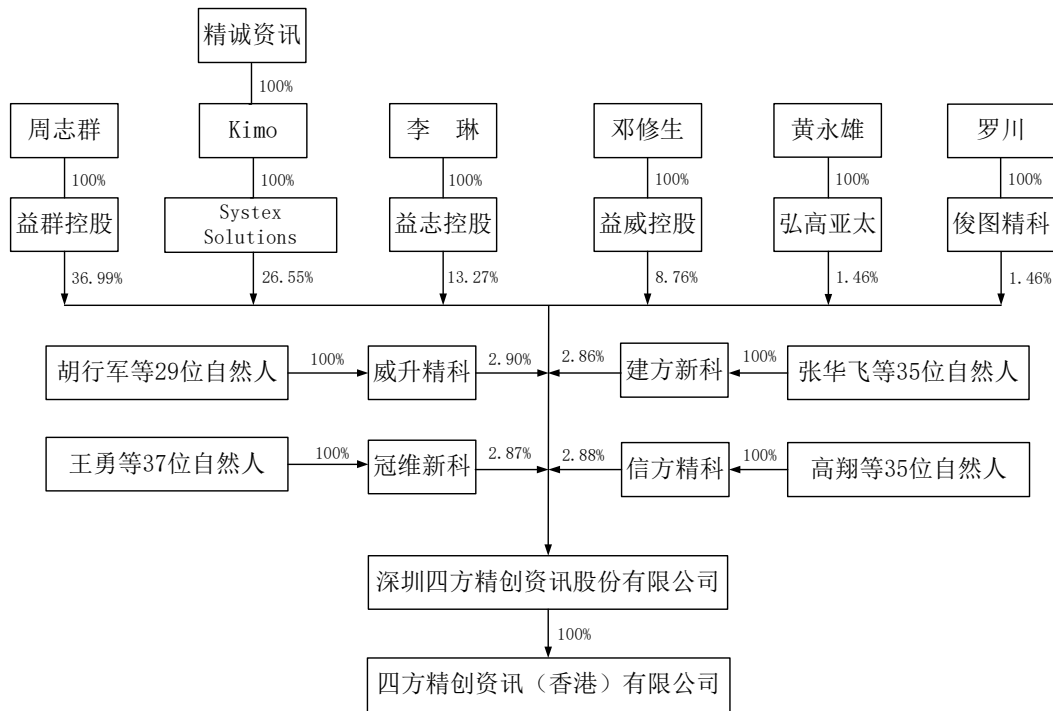 精诚资讯
100%
周志群
Kimo
李 琳
邓修生
黄永雄
罗川
100%
100%
100%
100%
100%
100%
益群控股
Systex
Solutions
益志控股
益威控股
弘高亚太
俊图精科
36.99%
26.55%
13.27%
8.76%
1.46%
1.46%
胡行军等29位自然人
100%
威升精科
2.90%
2.86%
建方新科
100%
张华飞等35位自然人
王勇等37位自然人
100%
冠维新科
2.87%
2.88%
信方精科
100%
高翔等35位自然人
深圳四方精创资讯股份有限公司
100%
四方精创资讯（香港）有限公司